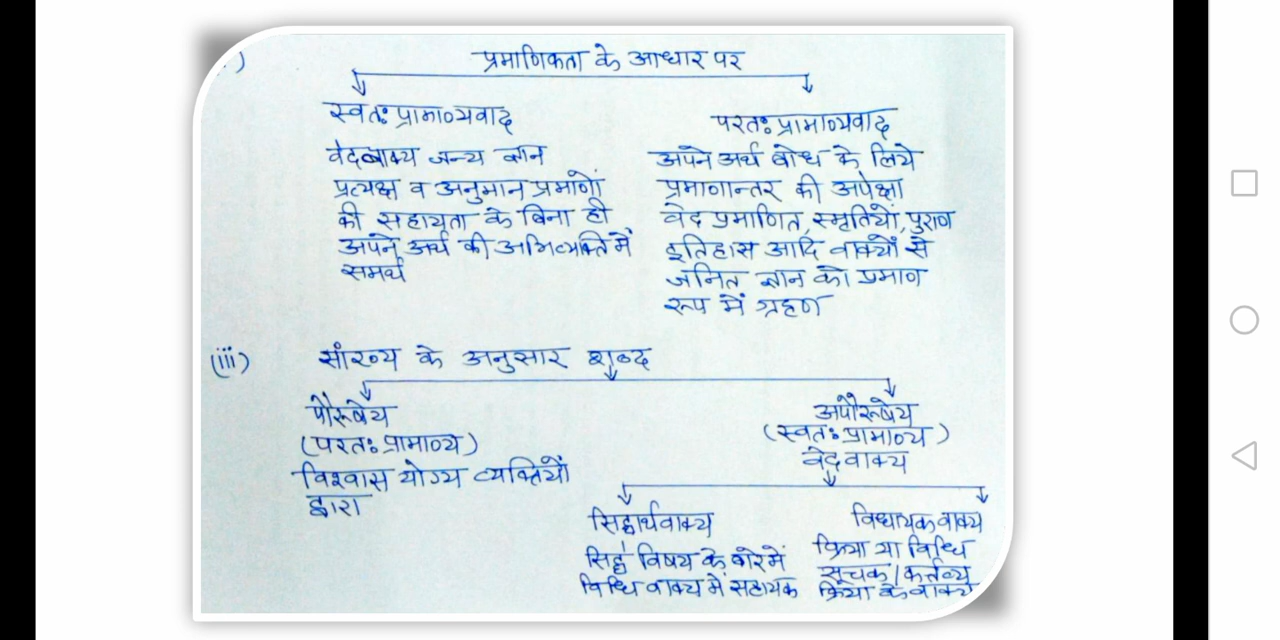 प्रमाणिकता के आधार पर
स्वतः प्रामाण्यवाद
वेदवाक्य जन्य ज्ञान
प्रत्यक्ष व अनुमान प्रमाणों
की सहायता के बिना ही
अपने अर्थ की अभिव्यक्ति में
समर्थ
परतः प्रामाण्यवाद
अपने अर्थ बोध के लिये
प्रमाणान्तर की अपेक्षा
वेद प्रमाणित, स्मृतियों, पुराण
इतिहास आदि वाक्यों से
जनित ज्ञान को प्रमाण
रूप में ग्रहण
(iii) सांख्य के अनुसार शब्द
पौरूषेय
(परतः प्रामाण्य)
विश्वास योग्य व्यक्तियों
द्वारा
अपौरूषेय
(स्वतः प्रामाण्य)
वेदवाक्य
सिद्धार्थवाक्य
सिद्ध विषय के बारे में
विधि वाक्य में सहायक
विधायक वाक्य
क्रिया या विधि
सूचक / कर्तव्य
क्रिया के वाक्य